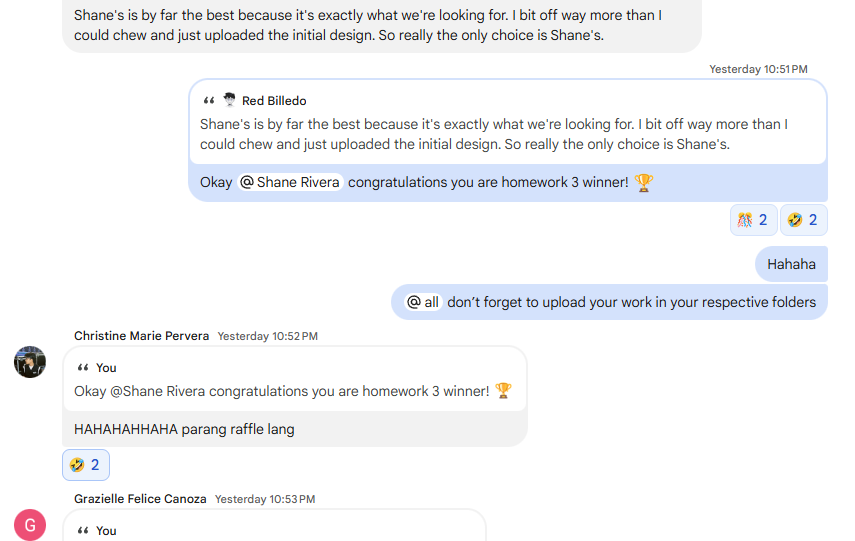 Shane's is by far the best because it's exactly what we're looking for. I bit off way more than I
could chew and just uploaded the initial design. So really the only choice is Shane's.
Yesterday 10:51 PM
Red Billedo
Shane's is by far the best because it's exactly what we're looking for. I bit off way more than I
could chew and just uploaded the initial design. So really the only choice is Shane's.
Okay @Shane Rivera congratulations you are homework 3 winner! 🏆
🎊 2 🤣 2
Hahaha
@all don't forget to upload your work in your respective folders
Christine Marie Pervera Yesterday 10:52 PM
You
Okay @Shane Rivera congratulations you are homework 3 winner! 🏆
HAHAHAHHAHA parang raffle lang
🤣 2
Grazielle Felice Canoza Yesterday 10:53 PM
G
You